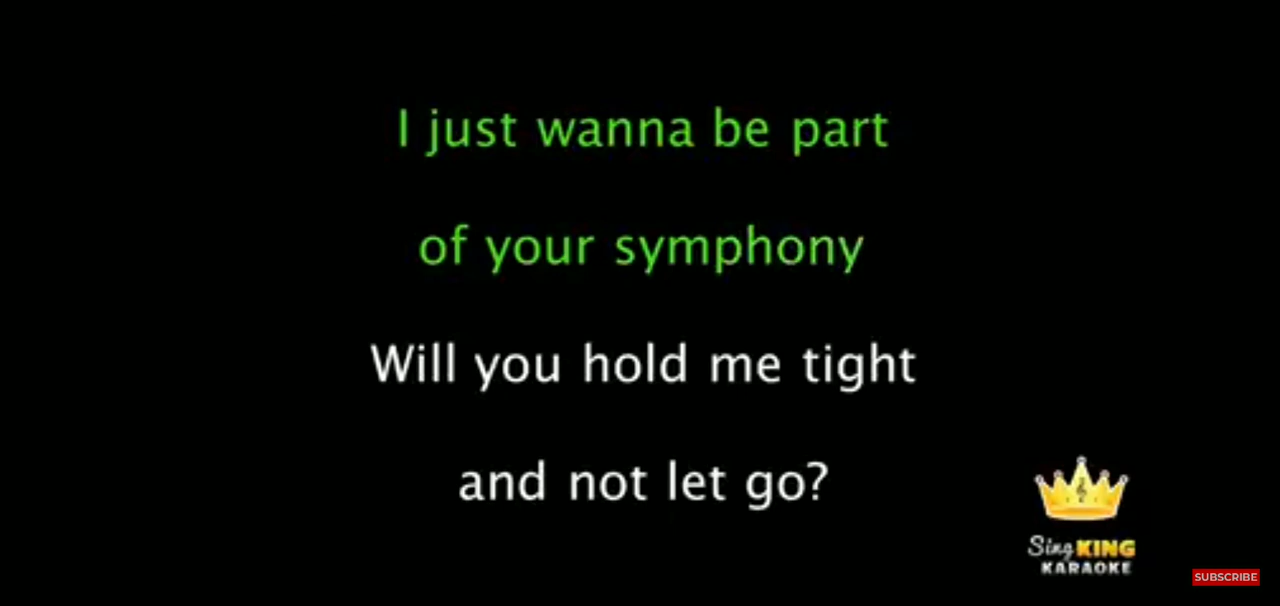 I just wanna be part
of your symphony
Will you hold me tight
and not let go?
Sing KING
KARAOKE
SUBSCRIBE